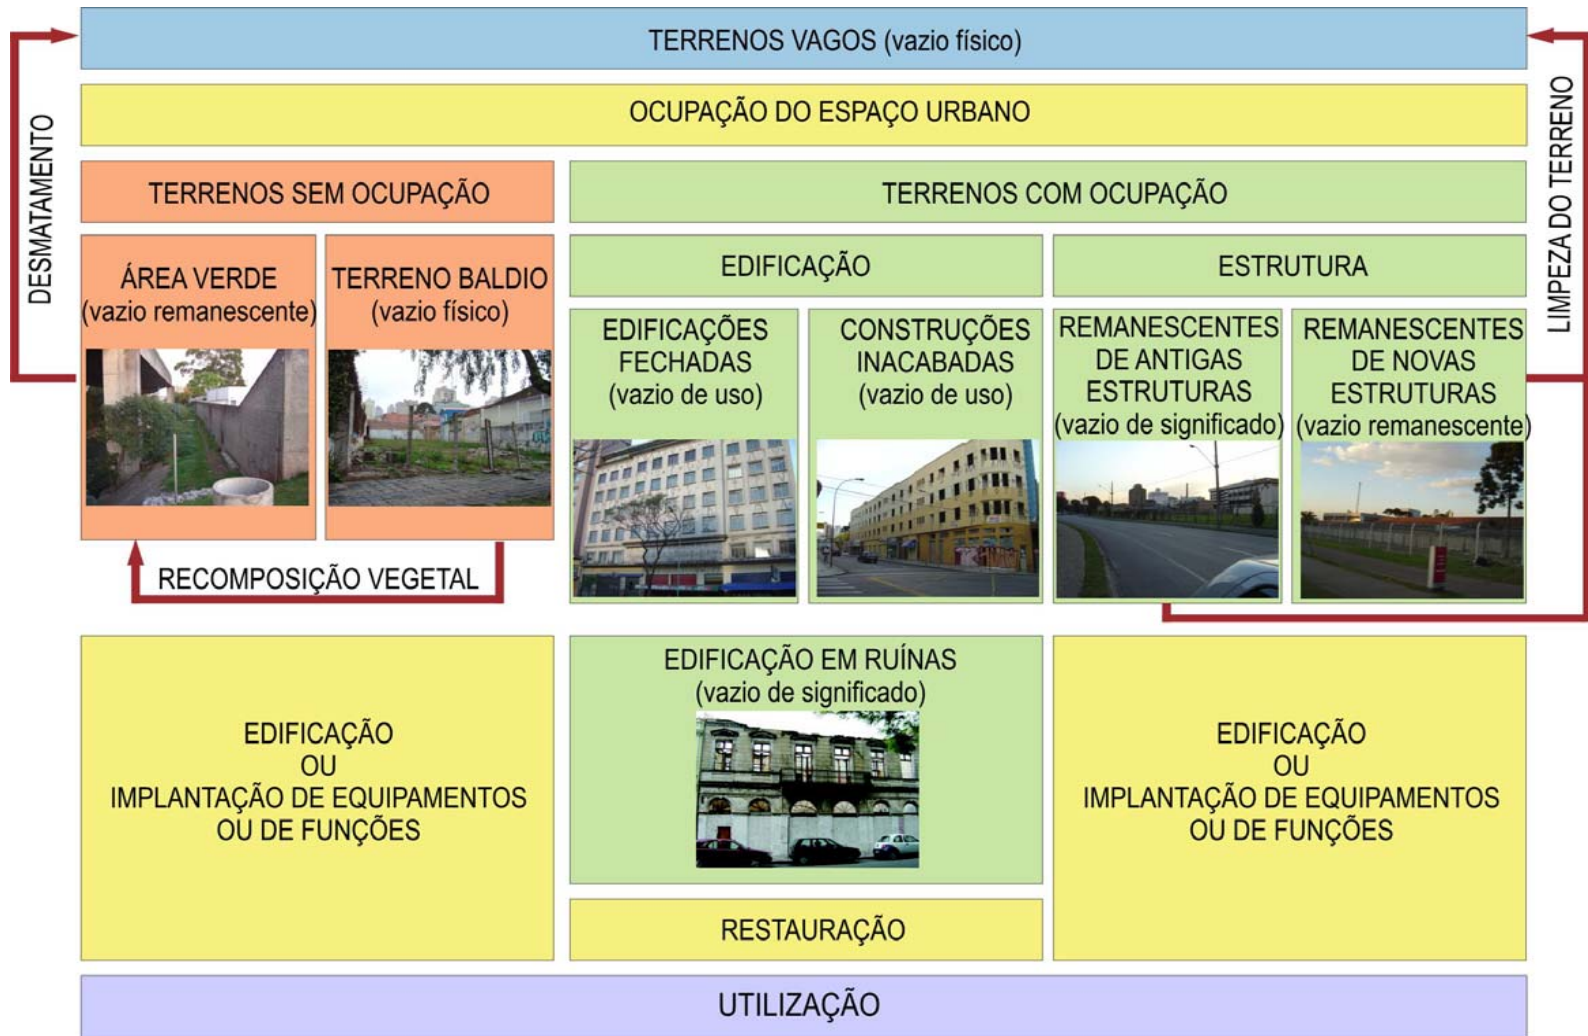 TERRENOS VAGOS (vazio físico)
OCUPAÇÃO DO ESPAÇO URBANO
DESMATAMENTO
LIMPEZA DO TERRENO
TERRENOS SEM OCUPAÇÃO
TERRENOS COM OCUPAÇÃO
ÁREA VERDE
(vazio remanescente)
TERRENO BALDIO
(vazio físico)
EDIFICAÇÃO
ESTRUTURA
EDIFICAÇÕES
FECHADAS
(vazio de uso)
CONSTRUÇÕES
INACABADAS
(vazio de uso)
REMANESCENTES
DE ANTIGAS
ESTRUTURAS
(vazio de significado)
REMANESCENTES
DE NOVAS
ESTRUTURAS
(vazio remanescente)
RECOMPOSIÇÃO VEGETAL
EDIFICAÇÃO
OU
IMPLANTAÇÃO DE EQUIPAMENTOS
OU DE FUNÇÕES
EDIFICAÇÃO EM RUÍNAS
(vazio de significado)
RESTAURAÇÃO
EDIFICAÇÃO
OU
IMPLANTAÇÃO DE EQUIPAMENTOS
OU DE FUNÇÕES
UTILIZAÇÃO